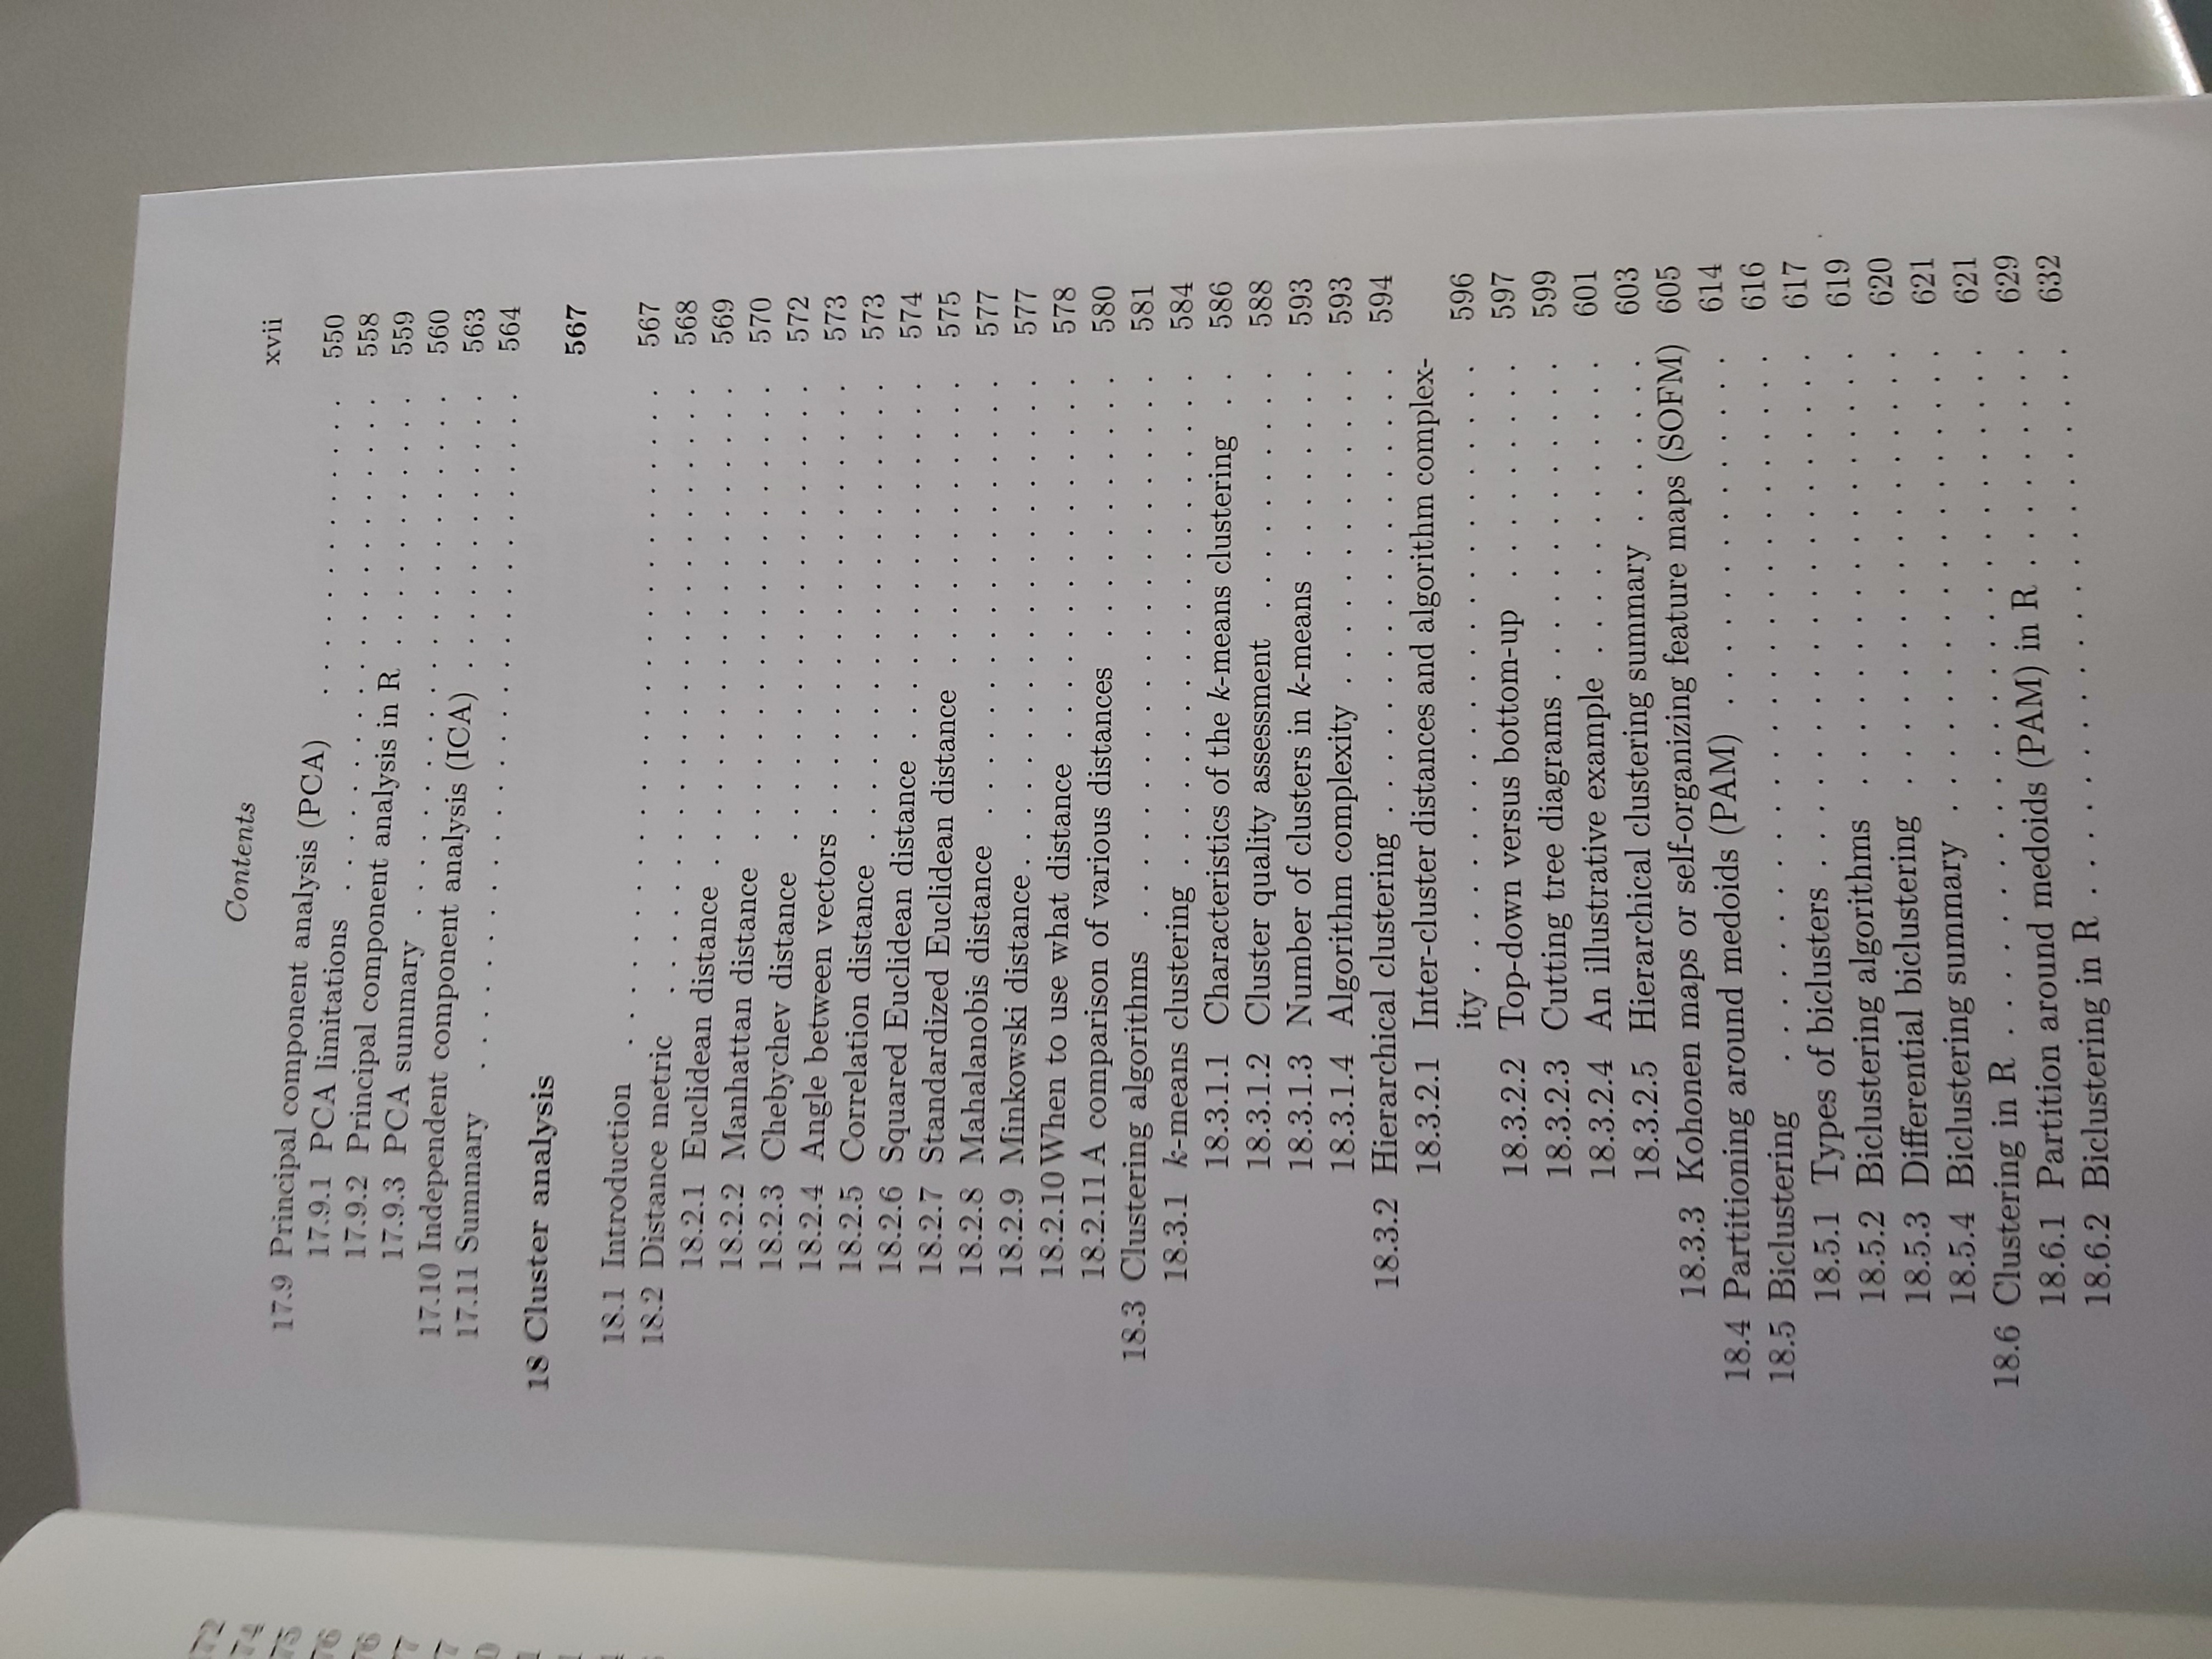 Contents
xvii
17.9 Principal component analysis (PCA) . . . . . . . . . . . . 550
17.9.1 PCA limitations . . . . . . . . . . . . . . . . . . . . 558
17.9.2 Principal component analysis in R . . . . . . . . . . . 559
17.9.3 PCA summary . . . . . . . . . . . . . . . . . . . . . 560
17.10 Independent component analysis (ICA) . . . . . . . . . . . 563
17.11 Summary . . . . . . . . . . . . . . . . . . . . . . . . . . . 564
18 Cluster analysis 567
18.1 Introduction . . . . . . . . . . . . . . . . . . . . . . . . . . 567
18.2 Distance metric . . . . . . . . . . . . . . . . . . . . . . . . 568
18.2.1 Euclidean distance . . . . . . . . . . . . . . . . . . . 569
18.2.2 Manhattan distance . . . . . . . . . . . . . . . . . . 570
18.2.3 Chebychev distance . . . . . . . . . . . . . . . . . . 572
18.2.4 Angle between vectors . . . . . . . . . . . . . . . . . . 573
18.2.5 Correlation distance . . . . . . . . . . . . . . . . . . . 573
18.2.6 Squared Euclidean distance . . . . . . . . . . . . . . . 574
18.2.7 Standardized Euclidean distance . . . . . . . . . . . . 575
18.2.8 Mahalanobis distance . . . . . . . . . . . . . . . . . . 577
18.2.9 Minkowski distance . . . . . . . . . . . . . . . . . . . . 577
18.2.10 When to use what distance . . . . . . . . . . . . . . . 578
18.2.11 A comparison of various distances . . . . . . . . . . . 580
18.3 Clustering algorithms . . . . . . . . . . . . . . . . . . . . . . 581
18.3.1 k-means clustering . . . . . . . . . . . . . . . . . . . . 584
18.3.1.1 Characteristics of the k-means clustering . . 586
18.3.1.2 Cluster quality assessment . . . . . . . . . . 588
18.3.1.3 Number of clusters in k-means . . . . . . . . 593
18.3.1.4 Algorithm complexity . . . . . . . . . . . . . 593
18.3.2 Hierarchical clustering . . . . . . . . . . . . . . . . . . 594
18.3.2.1 Inter-cluster distances and algorithm complex-
ity . . . . . . . . . . . . . . . . . . . . . . . . 596
18.3.2.2 Top-down versus bottom-up . . . . . . . . . 597
18.3.2.3 Cutting tree diagrams . . . . . . . . . . . . . 599
18.3.2.4 An illustrative example . . . . . . . . . . . . 601
18.3.2.5 Hierarchical clustering summary . . . . . . . 603
18.3.3 Kohonen maps or self-organizing feature maps (SOFM) 605
18.4 Partitioning around medoids (PAM) . . . . . . . . . . . . . . 614
18.5 Biclustering . . . . . . . . . . . . . . . . . . . . . . . . . . . 616
18.5.1 Types of biclusters . . . . . . . . . . . . . . . . . . . . 617
18.5.2 Biclustering algorithms . . . . . . . . . . . . . . . . . 619
18.5.3 Differential biclustering . . . . . . . . . . . . . . . . . 620
18.5.4 Biclustering summary . . . . . . . . . . . . . . . . . . 621
18.6 Clustering in R . . . . . . . . . . . . . . . . . . . . . . . . . 621
18.6.1 Partition around medoids (PAM) in R . . . . . . . . . 629
18.6.2 Biclustering in R . . . . . . . . . . . . . . . . . . . . . 632